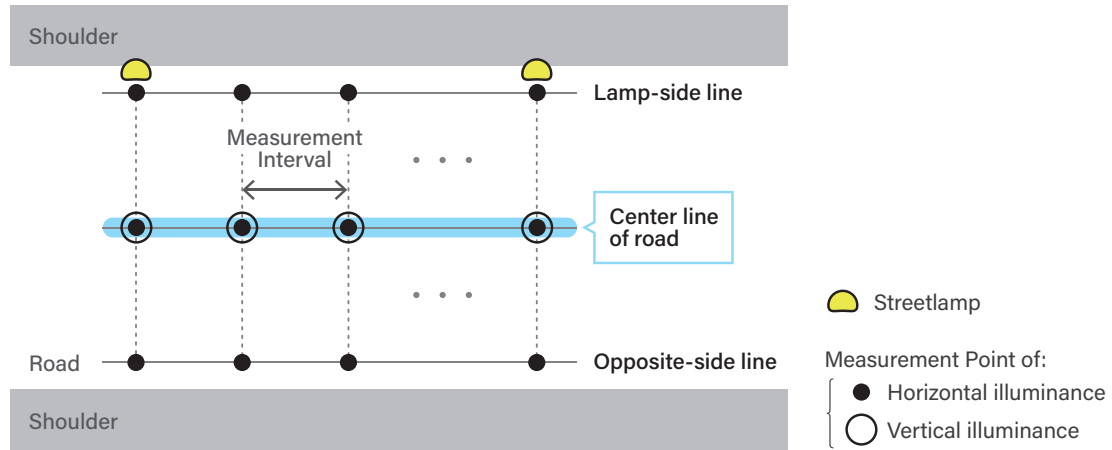 Shoulder
Lamp-side line
Measurement
Interval
. . .
Center line
of road
. . .
Streetlamp
Road
Opposite-side line
Measurement Point of:
Horizontal illuminance
Shoulder
Vertical illuminance